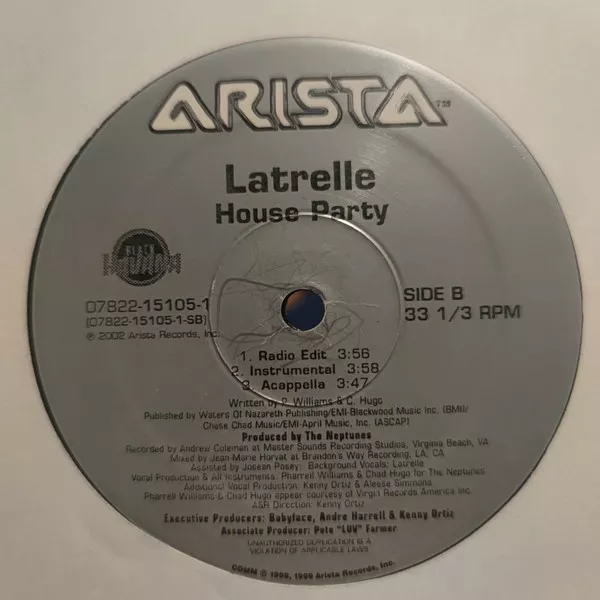 ARISTA™
Latrelle
House Party
BLACK
07822-15105-1
(07822-15105-1-SB)
℗ 2002 Arista Records, Inc.
SIDE B
33 1/3 RPM
1. Radio Edit 3:56
2. Instrumental 3:58
3. Acappella 3:47
Written by P. Williams & C. Hugo
Published by Waters Of Nazareth Publishing/EMI-Blackwood Music Inc. (BMI)/
Chase Chad Music/EMI-April Music, Inc. (ASCAP)
Produced by The Neptunes
Recorded by Andrew Coleman at Master Sounds Recording Studios, Virginia Beach, VA
Mixed by Jean-Marie Horvat at Brandon's Way Recording, LA, CA
Assisted by Jocean Posey: Background Vocals: Latrelle
Vocal Production & All Instruments: Pharrell Williams & Chad Hugo for The Neptunes
Additional Vocal Production: Kenny Ortiz & Aleese Simmons
Pharrell Williams & Chad Hugo appear courtesy of Virgin Records America Inc.
A&R Direction: Kenny Ortiz
Executive Producers: Babyface, Andre Harrell & Kenny Ortiz
Associate Producer: Pete "LUV" Farmer
UNAUTHORIZED DUPLICATION IS A
VIOLATION OF APPLICABLE LAWS
© 1998, 1999 Arista Records, Inc.